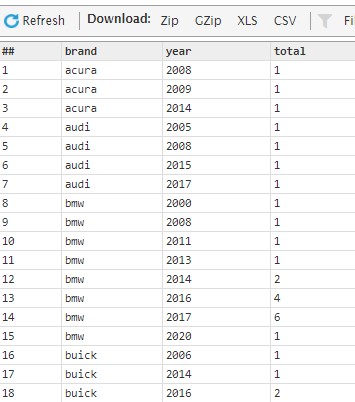 Refresh Download: Zip GZip XLS CSV Fi
## brand year total
1 acura 2008 1
2 acura 2009 1
3 acura 2014 1
4 audi 2005 1
5 audi 2008 1
6 audi 2015 1
7 audi 2017 1
8 bmw 2000 1
9 bmw 2008 1
10 bmw 2011 1
11 bmw 2013 1
12 bmw 2014 2
13 bmw 2016 4
14 bmw 2017 6
15 bmw 2020 1
16 buick 2006 1
17 buick 2014 1
18 buick 2016 2